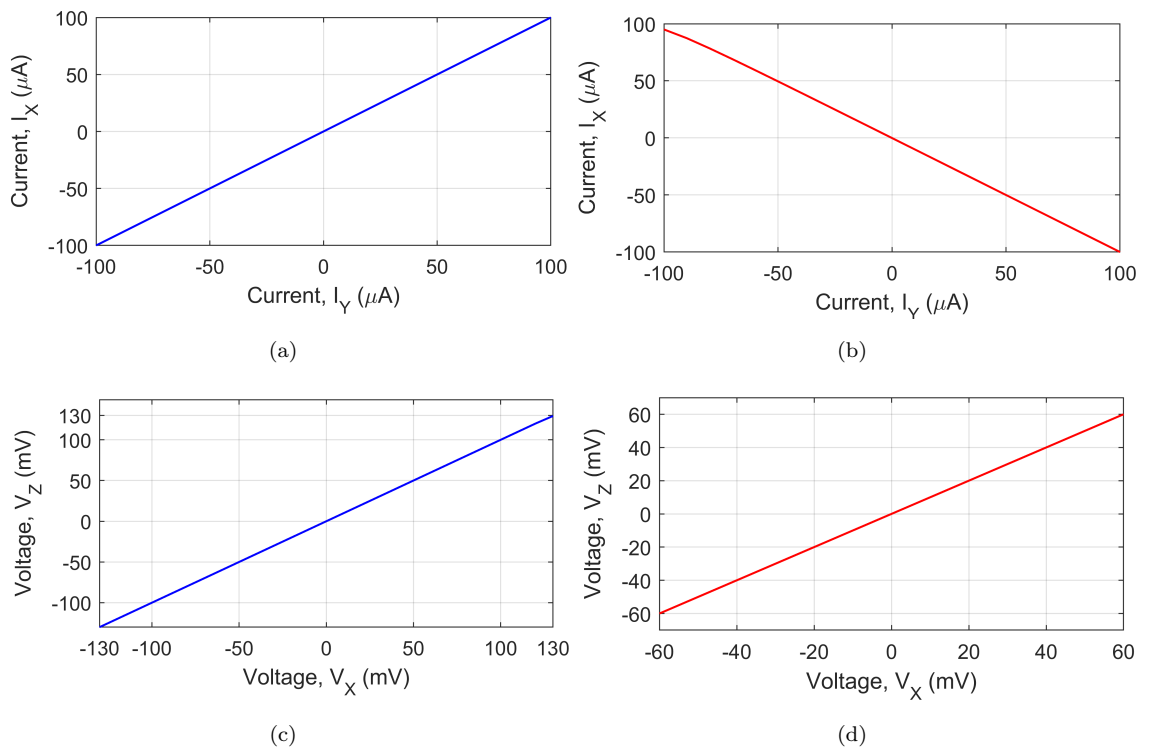 100
50
0
-50
-100
-100 -50 0 50 100
Current, I_X (μA)
Current, I_Y (μA)
(a)
100
50
0
-50
-100
-100 -50 0 50 100
Current, I_X (μA)
Current, I_Y (μA)
(b)
130
100
50
0
-50
-100
-130 -100 -50 0 50 100 130
Voltage, V_Z (mV)
Voltage, V_X (mV)
(c)
60
40
20
0
-20
-40
-60
-60 -40 -20 0 20 40 60
Voltage, V_Z (mV)
Voltage, V_X (mV)
(d)